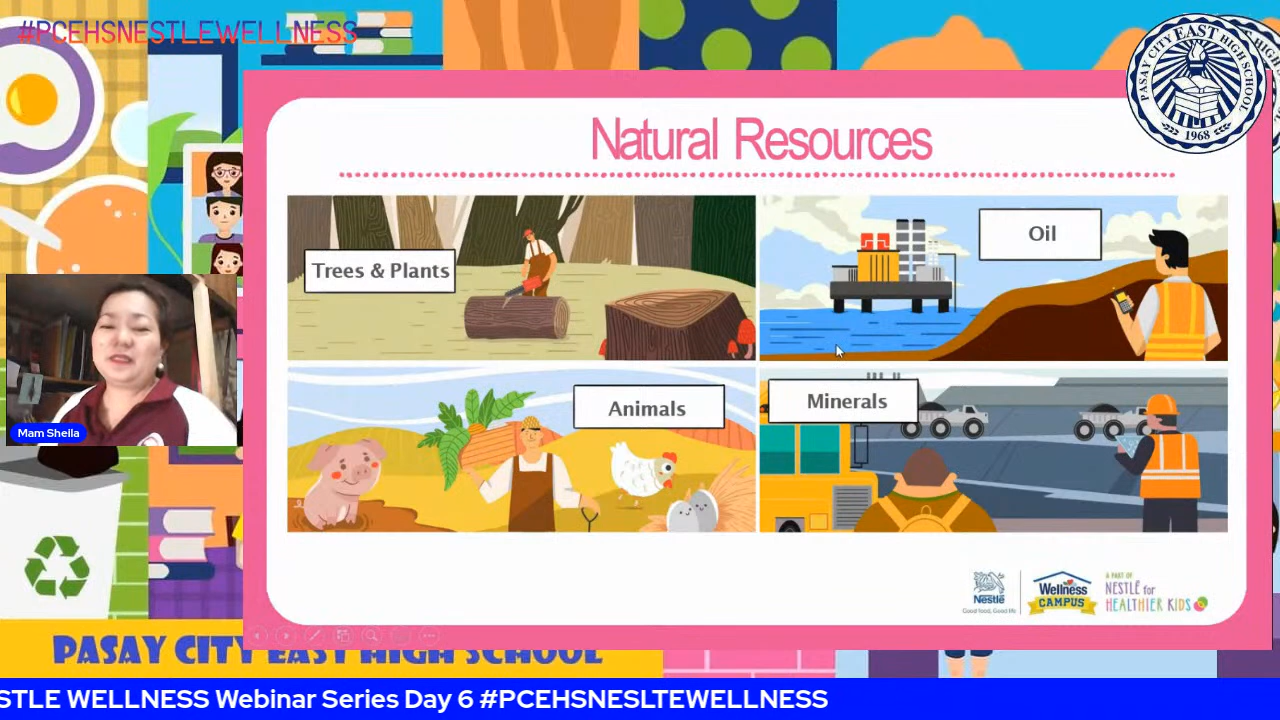 #PCEHSNESTLEWELLNESS
PASAY CITY EAST HIGH SCHOOL
1968
Natural Resources
Trees & Plants
Oil
Animals
Minerals
Mam Sheila
Nestlé
Good food, Good life
Wellness
CAMPUS
A PART OF
NESTLÉ for
HEALTHIER KIDS
PASAY CITY EAST HIGH SCHOOL
STLE WELLNESS Webinar Series Day 6 #PCEHSNESLTEWELLNESS